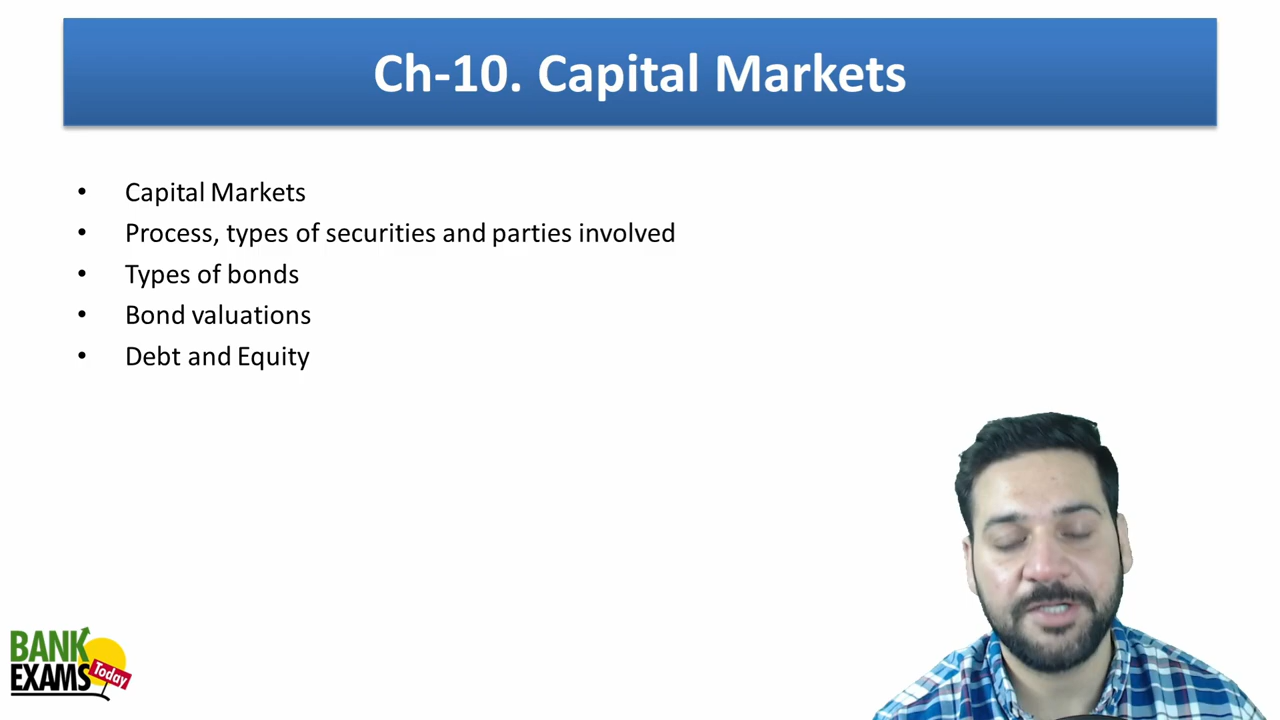 Ch-10. Capital Markets
• Capital Markets
• Process, types of securities and parties involved
• Types of bonds
• Bond valuations
• Debt and Equity
BANK
EXAMS
Today